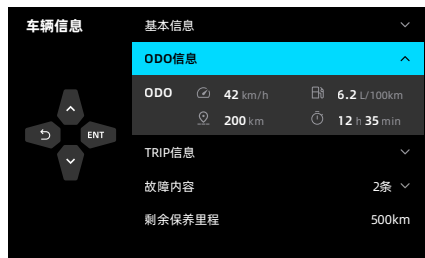 车辆信息
基本信息
ODO信息
ODO 42 km/h 6.2 L/100km
200 km 12 h 35 min
ENT
TRIP信息
故障内容 2条
剩余保养里程 500km